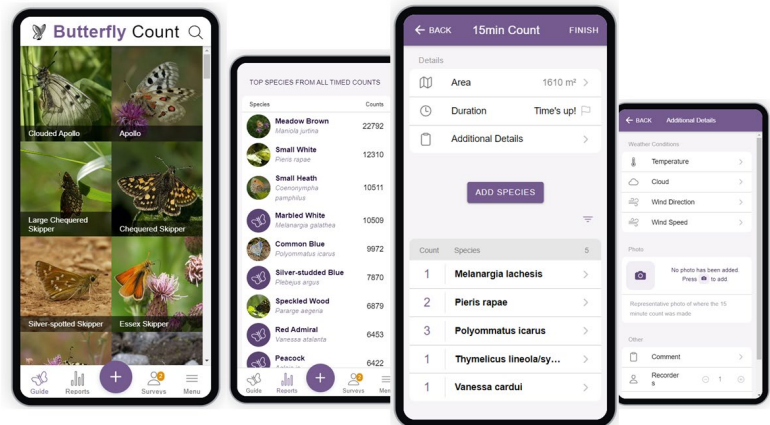 Butterfly Count
Clouded Apollo
Apollo
Large Chequered
Skipper
Chequered Skipper
Silver-spotted Skipper
Essex Skipper
Guide
Reports
+
2
Surveys
Menu
TOP SPECIES FROM ALL TIMED COUNTS
Species Counts
Meadow Brown
Maniola jurtina
22792
Small White
Pieris rapae
12310
Small Heath
Coenonympha
pamphilus
10511
Marbled White
Melanargia galathea
10509
Common Blue
Polyommatus icarus
9972
Silver-studded Blue
Plebejus argus
7870
Speckled Wood
Pararge aegeria
6879
Red Admiral
Vanessa atalanta
6453
Peacock
6422
Guide
Reports
+
2
Surveys
Men
← BACK 15min Count FINISH
Details
Area 1610 m² >
Duration Time's up!
Additional Details >
ADD SPECIES
Count Species 5
1 Melanargia lachesis >
2 Pieris rapae >
3 Polyommatus icarus >
1 Thymelicus lineola/sy… >
1 Vanessa cardui >
← BACK Additional Details
Weather Conditions
Temperature >
Cloud >
Wind Direction >
Wind Speed >
Photo
No photo has been added.
Press to add.
Representative photo of where the 15
minute count was made
Other
Comment >
Recorder
s
1